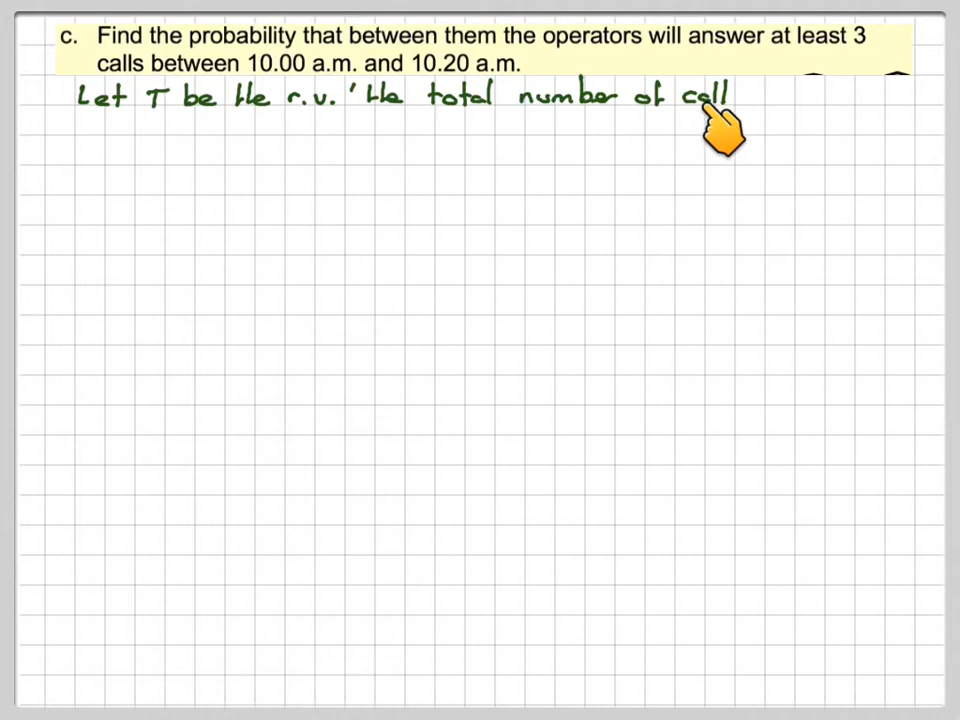 c. Find the probability that between them the operators will answer at least 3
calls between 10.00 a.m. and 10.20 a.m.
Let T be the r.v. 'the total number of call